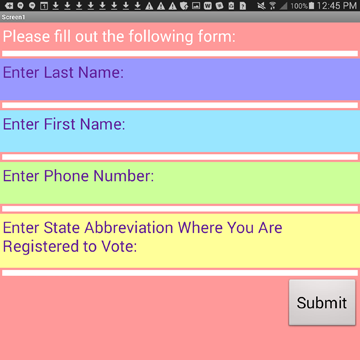 100% 12:45 PM
Screen1
Please fill out the following form:
Enter Last Name:
Enter First Name:
Enter Phone Number:
Enter State Abbreviation Where You Are
Registered to Vote:
Submit